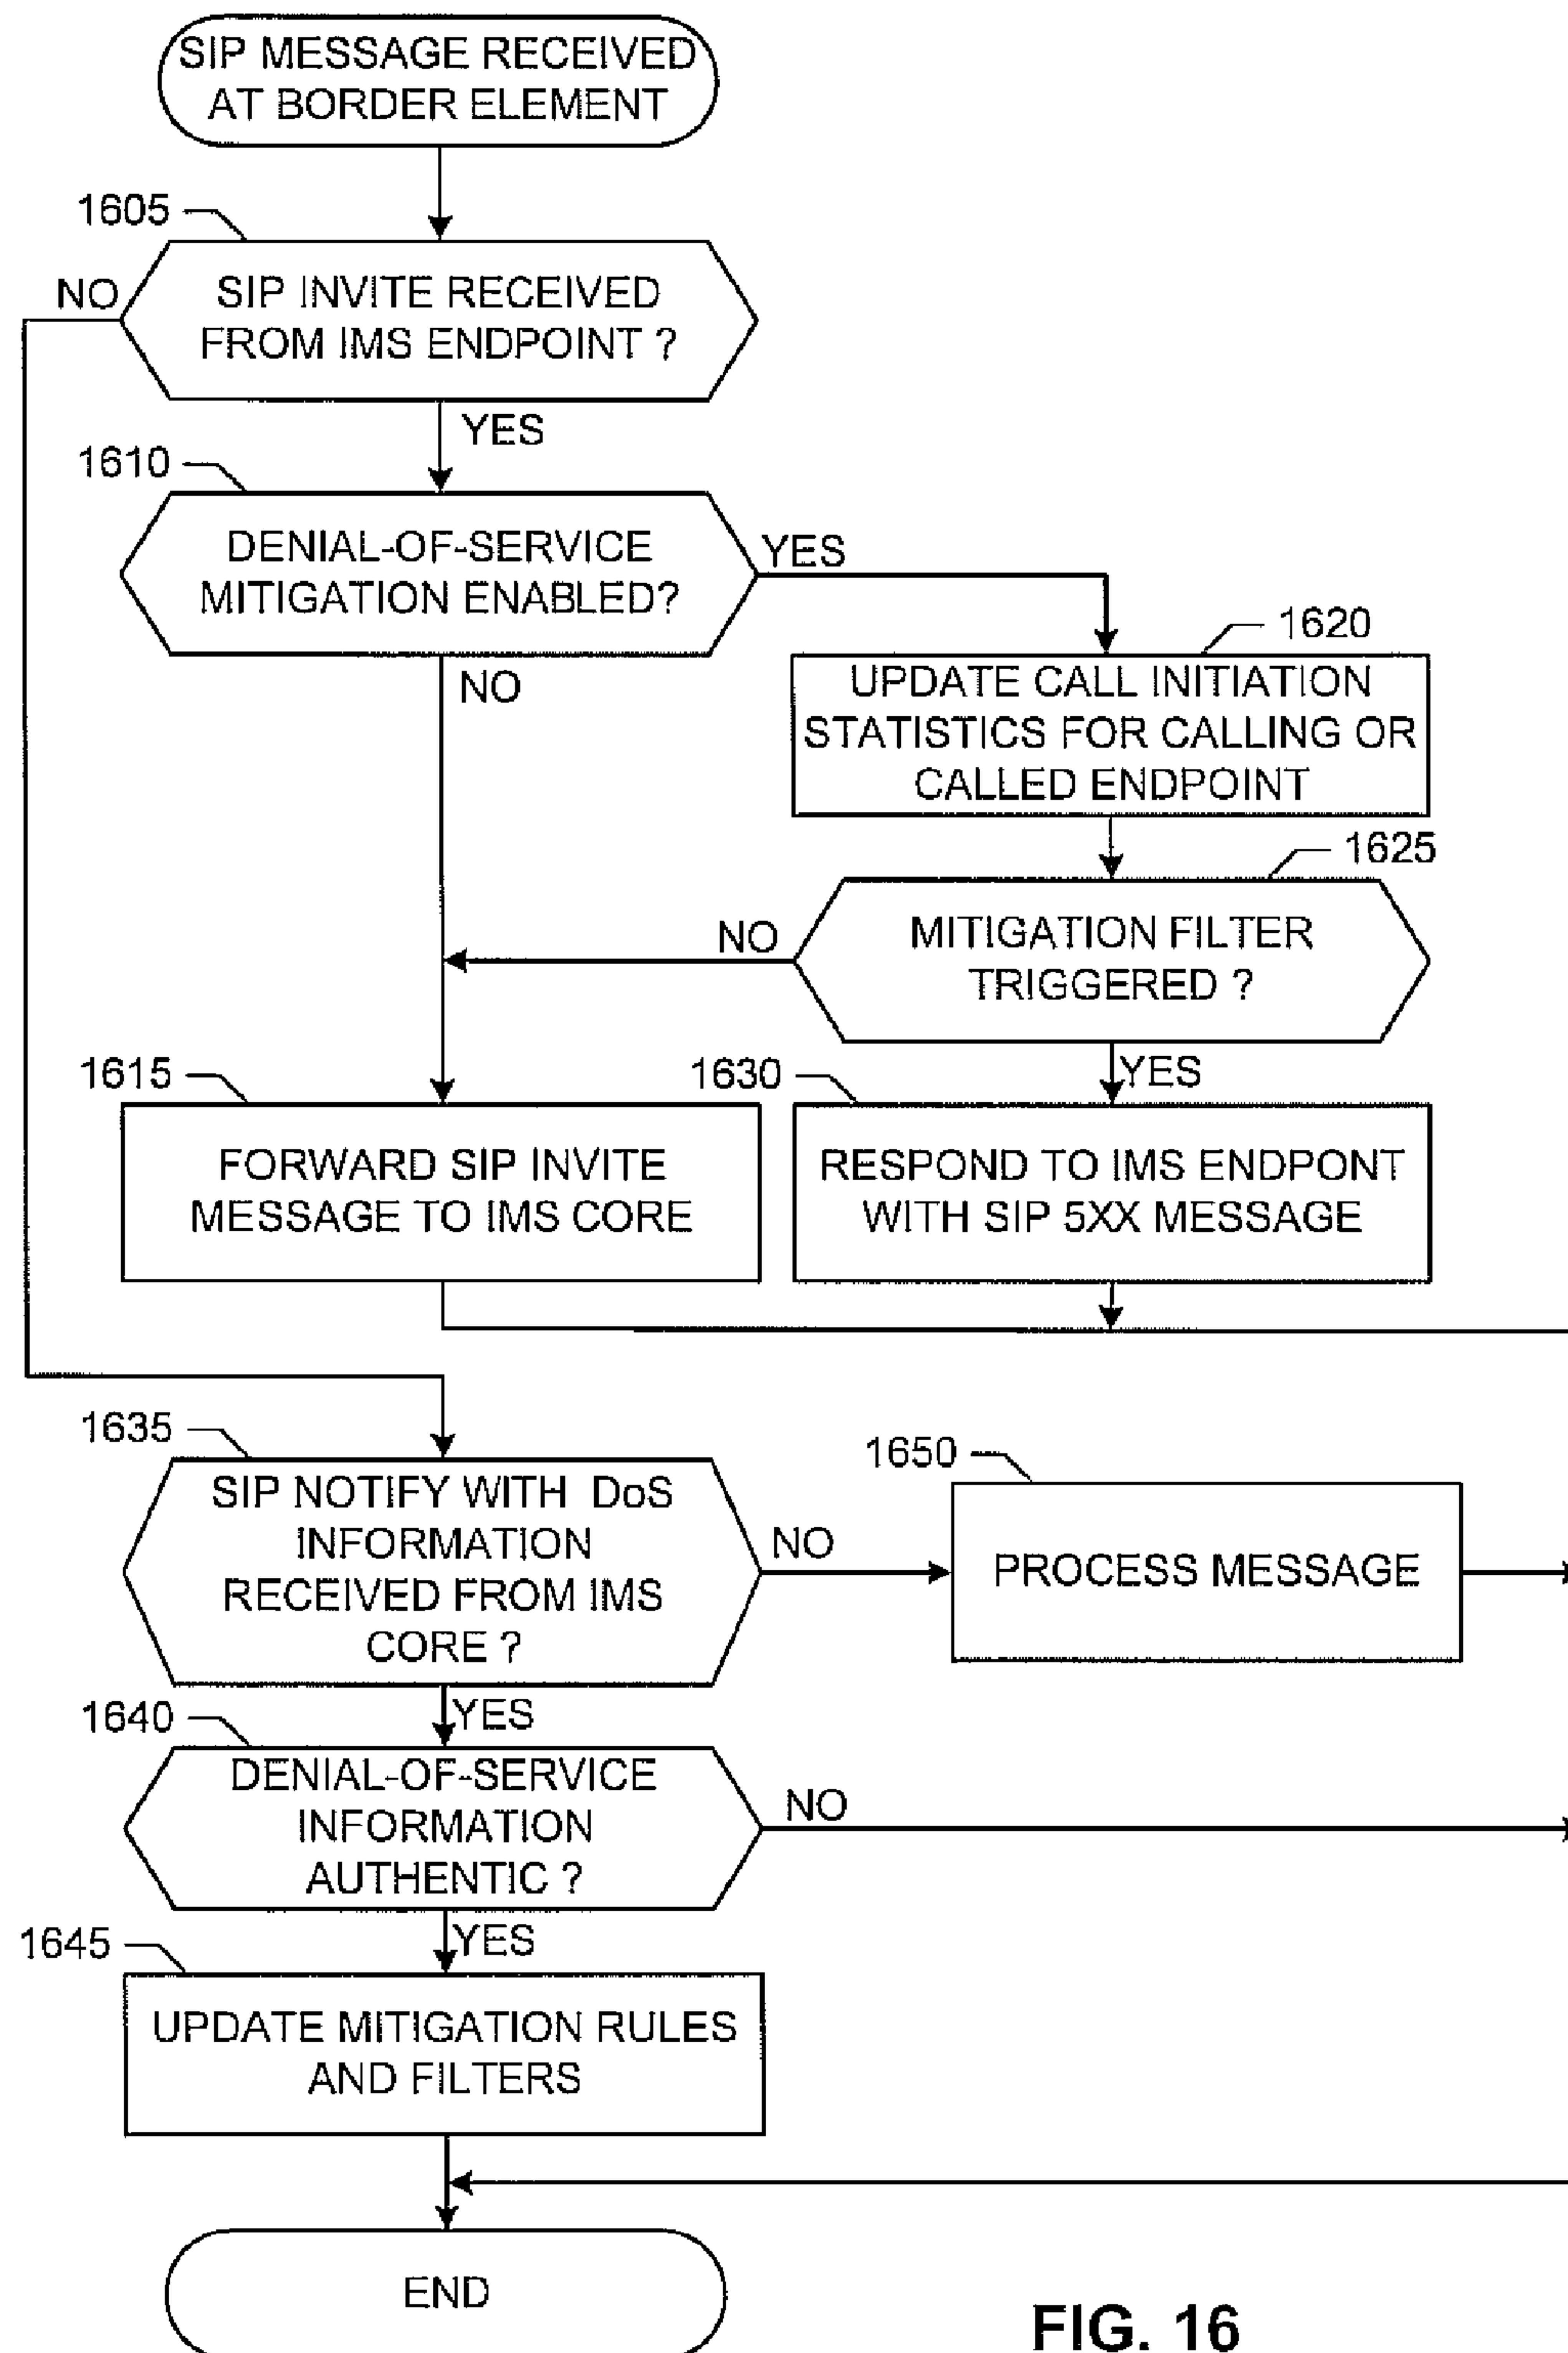 SIP MESSAGE RECEIVED
AT BORDER ELEMENT
1605
NO
SIP INVITE RECEIVED
FROM IMS ENDPOINT ?
YES
1610
DENIAL-OF-SERVICE
MITIGATION ENABLED?
YES
NO
1620
UPDATE CALL INITIATION
STATISTICS FOR CALLING OR
CALLED ENDPOINT
1625
NO
MITIGATION FILTER
TRIGGERED ?
YES
1615
FORWARD SIP INVITE
MESSAGE TO IMS CORE
1630
RESPOND TO IMS ENDPONT
WITH SIP 5XX MESSAGE
1635
SIP NOTIFY WITH DoS
INFORMATION
RECEIVED FROM IMS
CORE ?
NO
1650
PROCESS MESSAGE
YES
1640
DENIAL-OF-SERVICE
INFORMATION
AUTHENTIC ?
NO
YES
1645
UPDATE MITIGATION RULES
AND FILTERS
END
FIG. 16